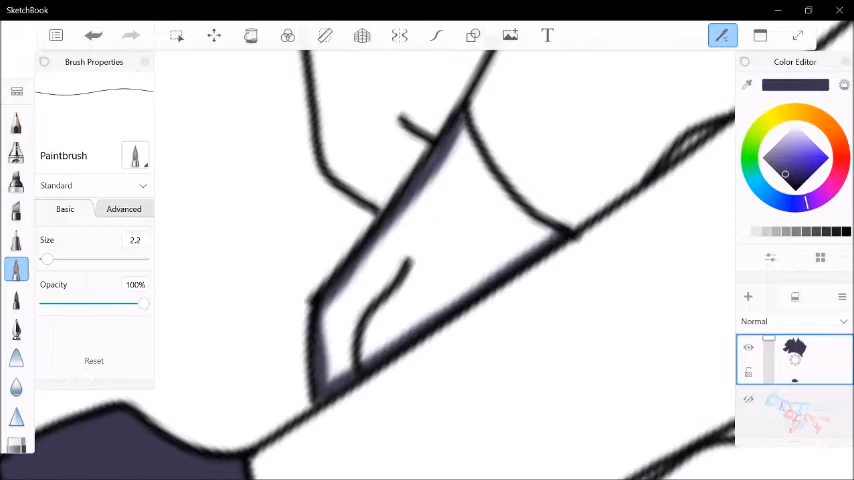 SketchBook
T
Brush Properties
Color Editor
Paintbrush
Standard
Basic Advanced
Size 2.2
Opacity 100%
Reset
Normal